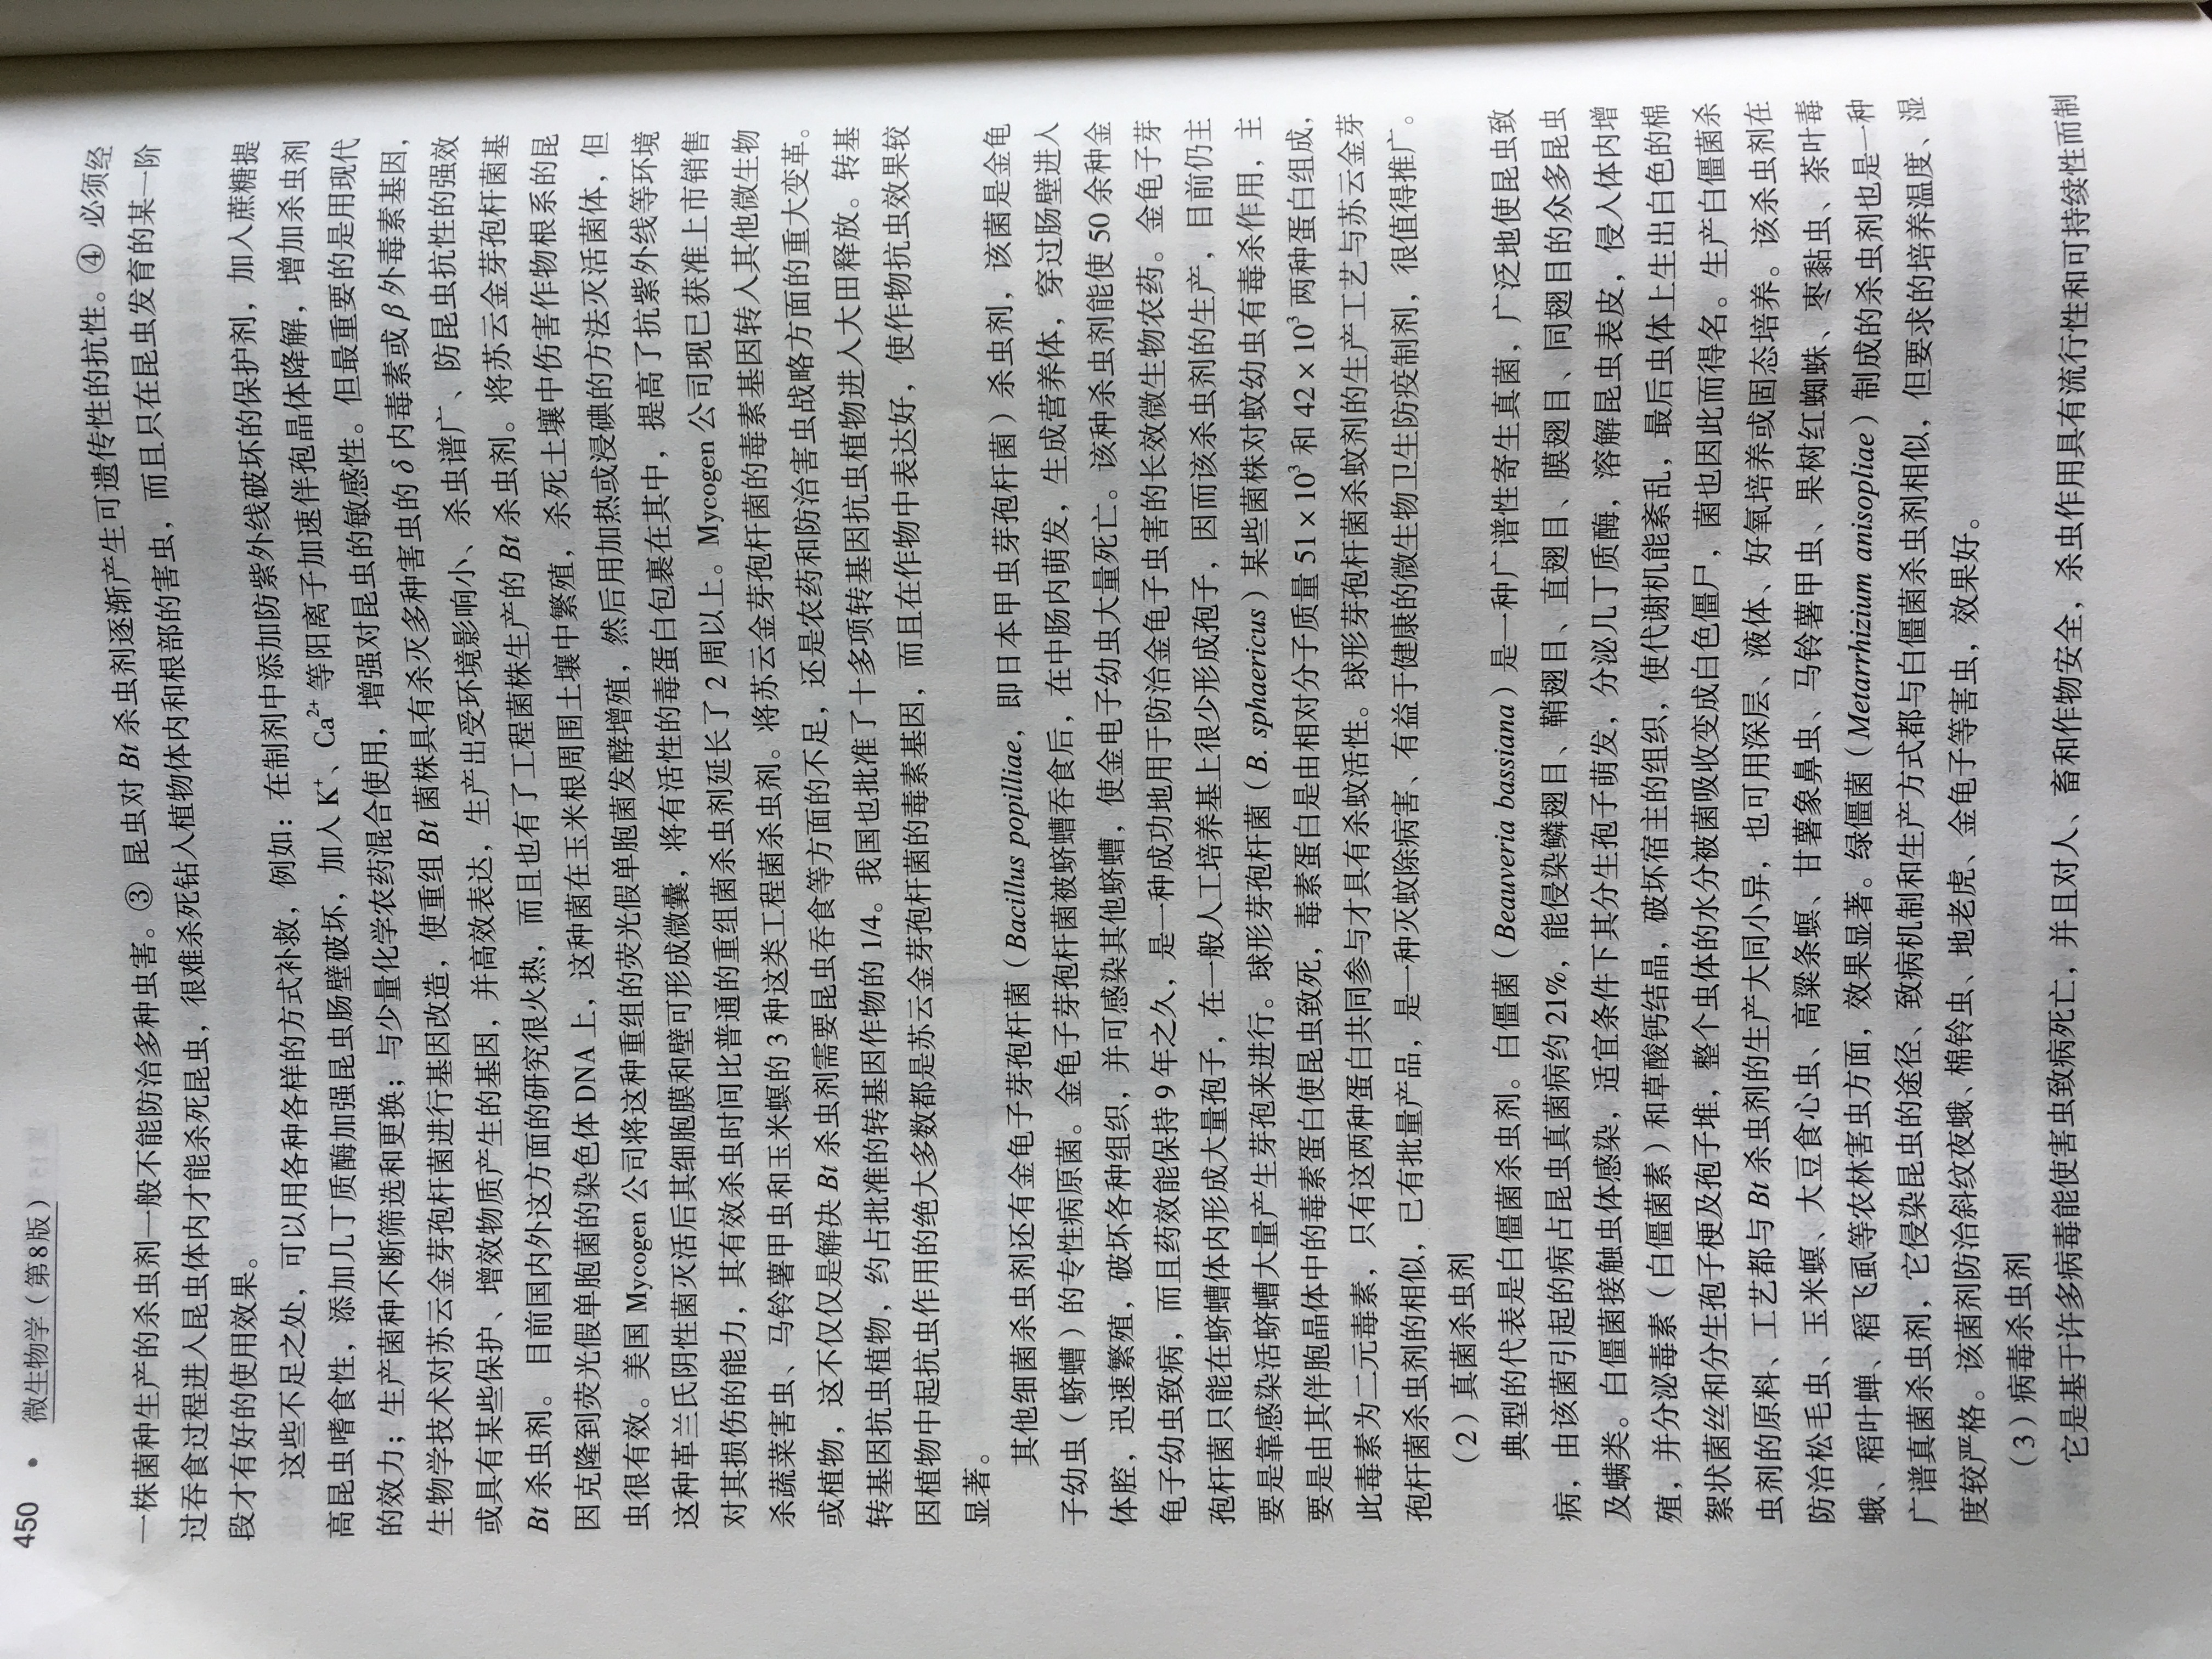 450 • 微生物学（第8版）
一株菌种生产的杀虫剂一般不能防治多种虫害。③ 昆虫对 Bt 杀虫剂逐渐产生可遗传性的抗性。④ 必须经
过吞食过程进入昆虫体内才能杀死昆虫，很难杀死钻入植物体内和根部的害虫，而且只在昆虫发育的某一阶
段才有好的使用效果。
这些不足之处，可以用各种各样的方式补救，例如：在制剂中添加防紫外线破坏的保护剂，加入蔗糖提
高昆虫嗜食性，添加几丁质酶加强昆虫肠壁破坏，加入 K⁺、Ca²⁺ 等阳离子加速伴孢晶体降解，增加杀虫剂
的效力；生产菌种不断筛选和更换；与少量化学农药混合使用，增强对昆虫的敏感性。但最重要的是用现代
生物学技术对苏云金芽孢杆菌进行基因改造，使重组 Bt 菌株具有杀灭多种害虫的 δ 内毒素或 β 外毒素基因，
或具有某些保护、增效物质产生的基因，并高效表达，生产出受环境影响小、杀虫谱广、防昆虫抗性的强效
Bt 杀虫剂。 目前国内外这方面的研究很火热，而且也有了工程菌株生产的 Bt 杀虫剂。将苏云金芽孢杆菌基
因克隆到荧光假单胞菌的染色体 DNA 上，这种菌在玉米根周围土壤中繁殖，杀死土壤中伤害作物根系的昆
虫很有效。美国 Mycogen 公司将这种重组的荧光假单胞菌发酵增殖，然后用加热或浸碘的方法灭活菌体，但
这种革兰氏阴性菌灭活后其细胞膜和壁可形成微囊，将有活性的毒蛋白包裹在其中，提高了抗紫外线等环境
对其损伤的能力，其有效杀虫时间比普通的重组菌杀虫剂延长了 2 周以上。Mycogen 公司现已获准上市销售
杀蔬菜害虫、马铃薯甲虫和玉米螟的 3 种这类工程菌杀虫剂。将苏云金芽孢杆菌的毒素基因转入其他微生物
或植物，这不仅仅是解决 Bt 杀虫剂需要昆虫吞食等方面的不足，还是农药和防治害虫战略方面的重大变革。
转基因抗虫植物，约占批准的转基因作物的 1/4。我国也批准了十多项转基因抗虫植物进入大田释放。转基
因植物中起抗虫作用的绝大多数都是苏云金芽孢杆菌的毒素基因，而且在作物中表达好，使作物抗虫效果较
显著。
其他细菌杀虫剂还有金龟子芽孢杆菌（Bacillus popilliae，即日本甲虫芽孢杆菌）杀虫剂，该菌是金龟
子幼虫（蛴螬）的专性病原菌。金龟子芽孢杆菌被蛴螬吞食后，在中肠内萌发，生成营养体，穿过肠壁进入
体腔，迅速繁殖，破坏各种组织，并可感染其他蛴螬，使金电子幼虫大量死亡。该种杀虫剂能使 50 余种金
龟子幼虫致病，而且药效能保持 9 年之久，是一种成功地用于防治金龟子虫害的长效微生物农药。金龟子芽
孢杆菌只能在蛴螬体内形成大量孢子，在一般人工培养基上很少形成孢子，因而该杀虫剂的生产，目前仍主
要是靠感染活蛴螬大量产生芽孢来进行。球形芽孢杆菌（B. sphaericus）某些菌株对蚊幼虫有毒杀作用，主
要是由其伴胞晶体中的毒素蛋白使昆虫致死，毒素蛋白是由相对分子质量 51 × 10³ 和 42 × 10³ 两种蛋白组成，
此毒素为二元毒素，只有这两种蛋白共同参与才具有杀蚊活性。球形芽孢杆菌杀蚊剂的生产工艺与苏云金芽
孢杆菌杀虫剂的相似，已有批量产品，是一种灭蚊除病害、有益于健康的微生物卫生防疫制剂，很值得推广。
（2）真菌杀虫剂
典型的代表是白僵菌杀虫剂。白僵菌（Beauveria bassiana）是一种广谱性寄生真菌，广泛地使昆虫致
病，由该菌引起的病占昆虫真菌病约 21%，能侵染鳞翅目、鞘翅目、直翅目、膜翅目、同翅目的众多昆虫
及螨类。白僵菌接触虫体感染，适宜条件下其分生孢子萌发，分泌几丁质酶，溶解昆虫表皮，侵入体内增
殖，并分泌毒素（白僵菌素）和草酸钙结晶，破坏宿主的组织，使代谢机能紊乱，最后虫体上生出白色的棉
絮状菌丝和分生孢子梗及孢子堆，整个虫体的水分被菌吸收变成白色僵尸，菌也因此而得名。生产白僵菌杀
虫剂的原料、工艺都与 Bt 杀虫剂的生产大同小异，也可用深层、液体、好氧培养或固态培养。该杀虫剂在
防治松毛虫、玉米螟、大豆食心虫、高粱条螟、甘薯象鼻虫、马铃薯甲虫、果树红蜘蛛、枣黏虫、茶叶毒
蛾、稻叶蝉、稻飞虱等农林害虫方面，效果显著。绿僵菌（Metarrhizium anisopliae）制成的杀虫剂也是一种
广谱真菌杀虫剂，它侵染昆虫的途径、致病机制和生产方式都与白僵菌杀虫剂相似，但要求的培养温度、湿
度较严格。该菌剂防治斜纹夜蛾、棉铃虫、地老虎、金龟子等害虫，效果好。
（3）病毒杀虫剂
它是基于许多病毒能使害虫致病死亡，并且对人、畜和作物安全，杀虫作用具有流行性和可持续性而制